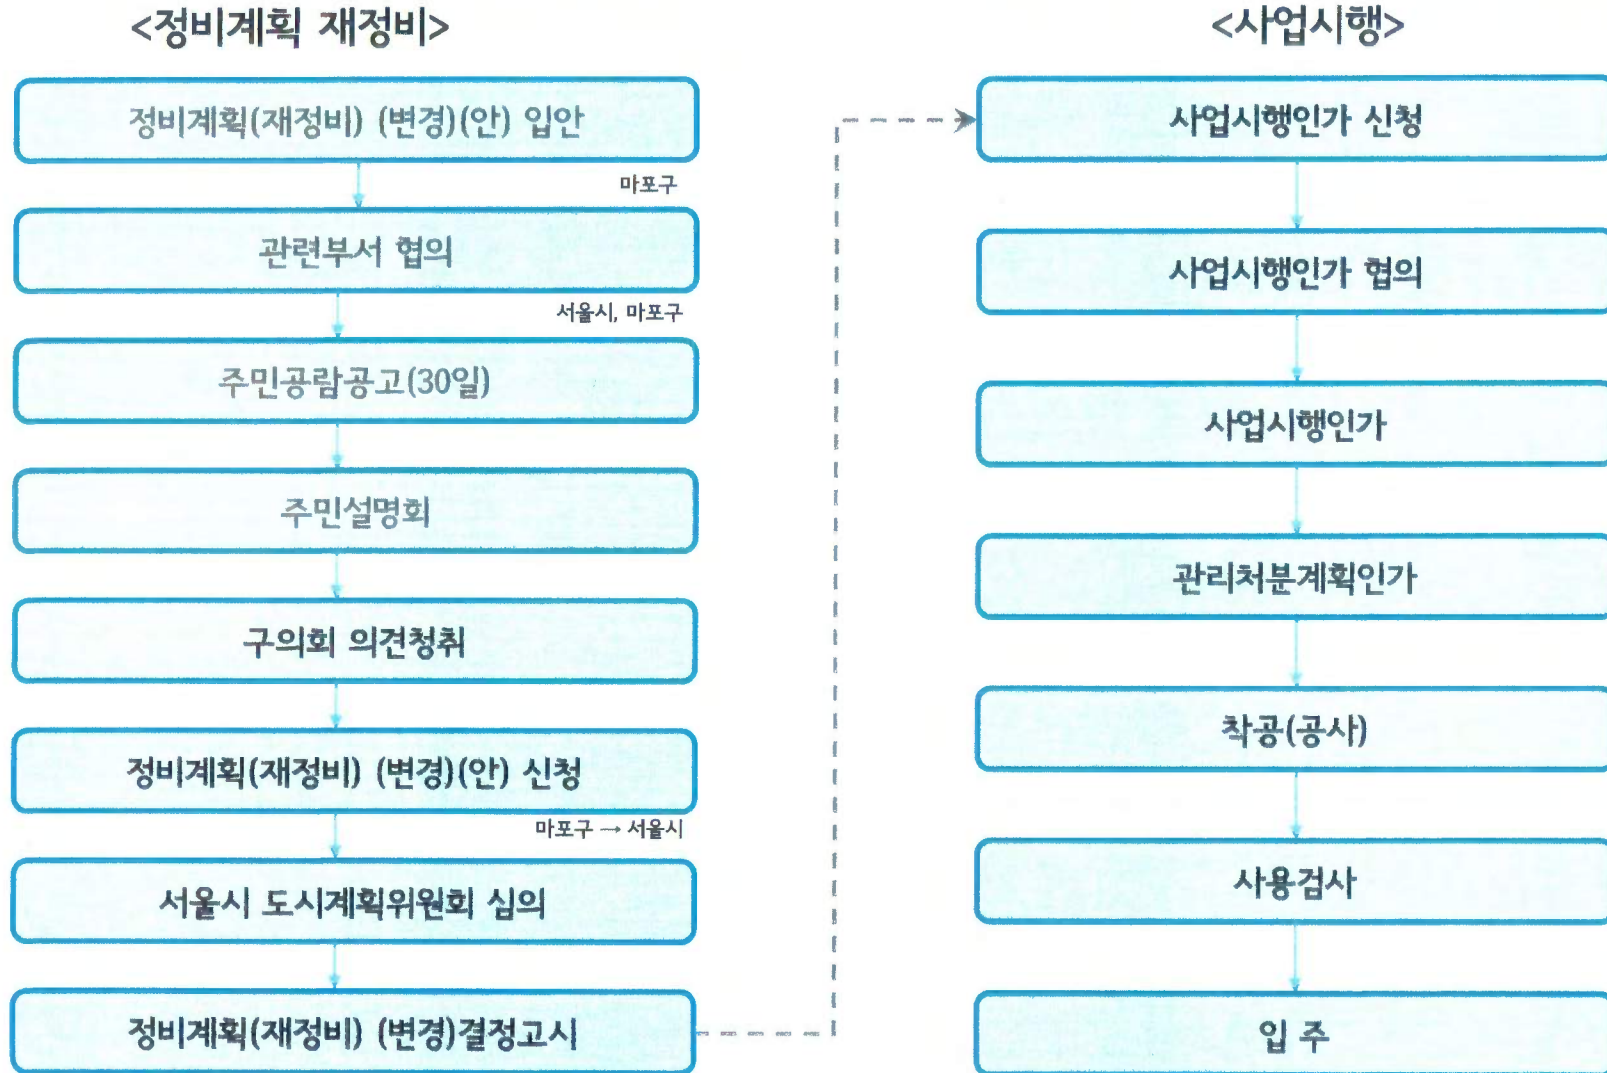 <정비계획 재정비>
정비계획(재정비) (변경)(안) 입안
마포구
관련부서 협의
서울시, 마포구
주민공람공고(30일)
주민설명회
구의회 의견청취
정비계획(재정비) (변경)(안) 신청
마포구 → 서울시
서울시 도시계획위원회 심의
정비계획(재정비) (변경)결정고시
<사업시행>
사업시행인가 신청
사업시행인가 협의
사업시행인가
관리처분계획인가
착공(공사)
사용검사
입 주